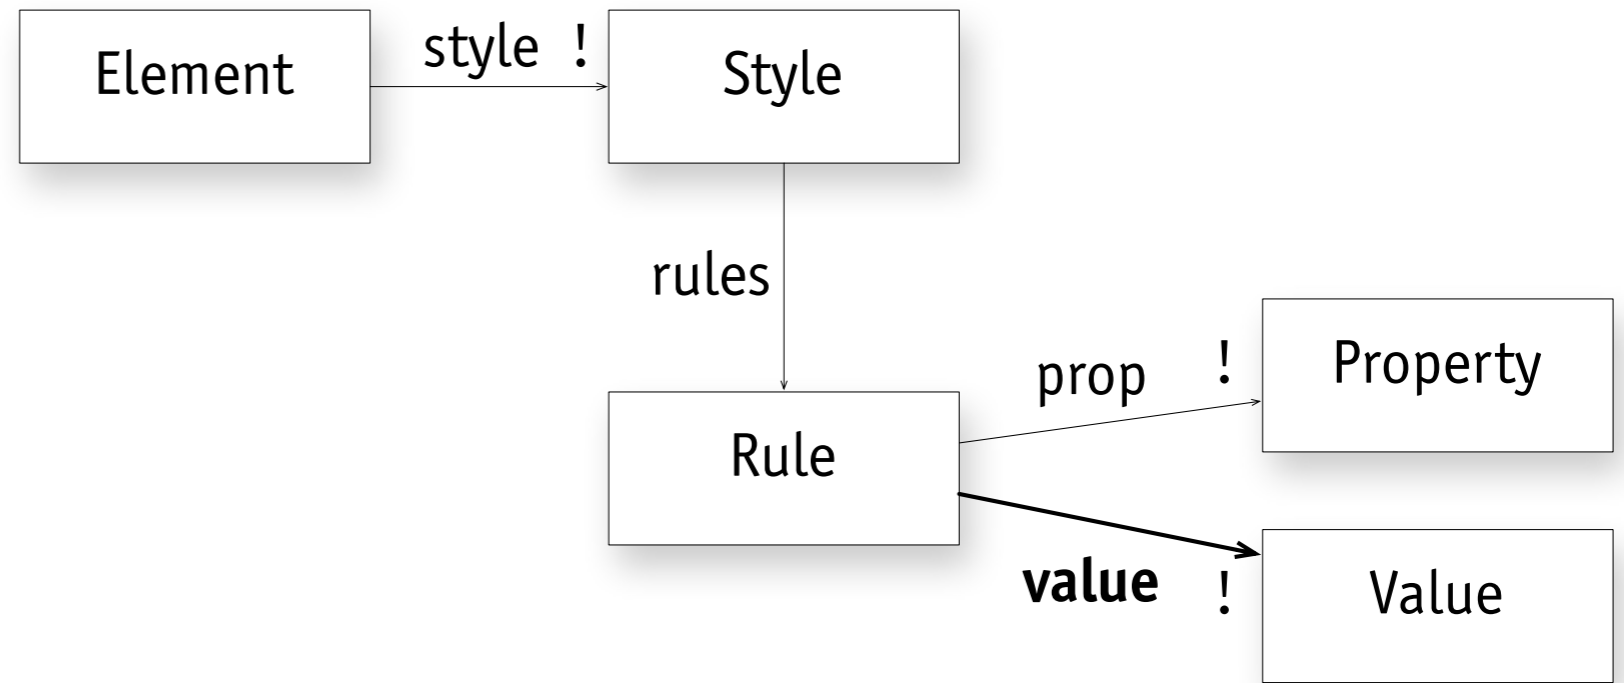 Element
style !
Style
rules
Rule
prop !
Property
value !
Value